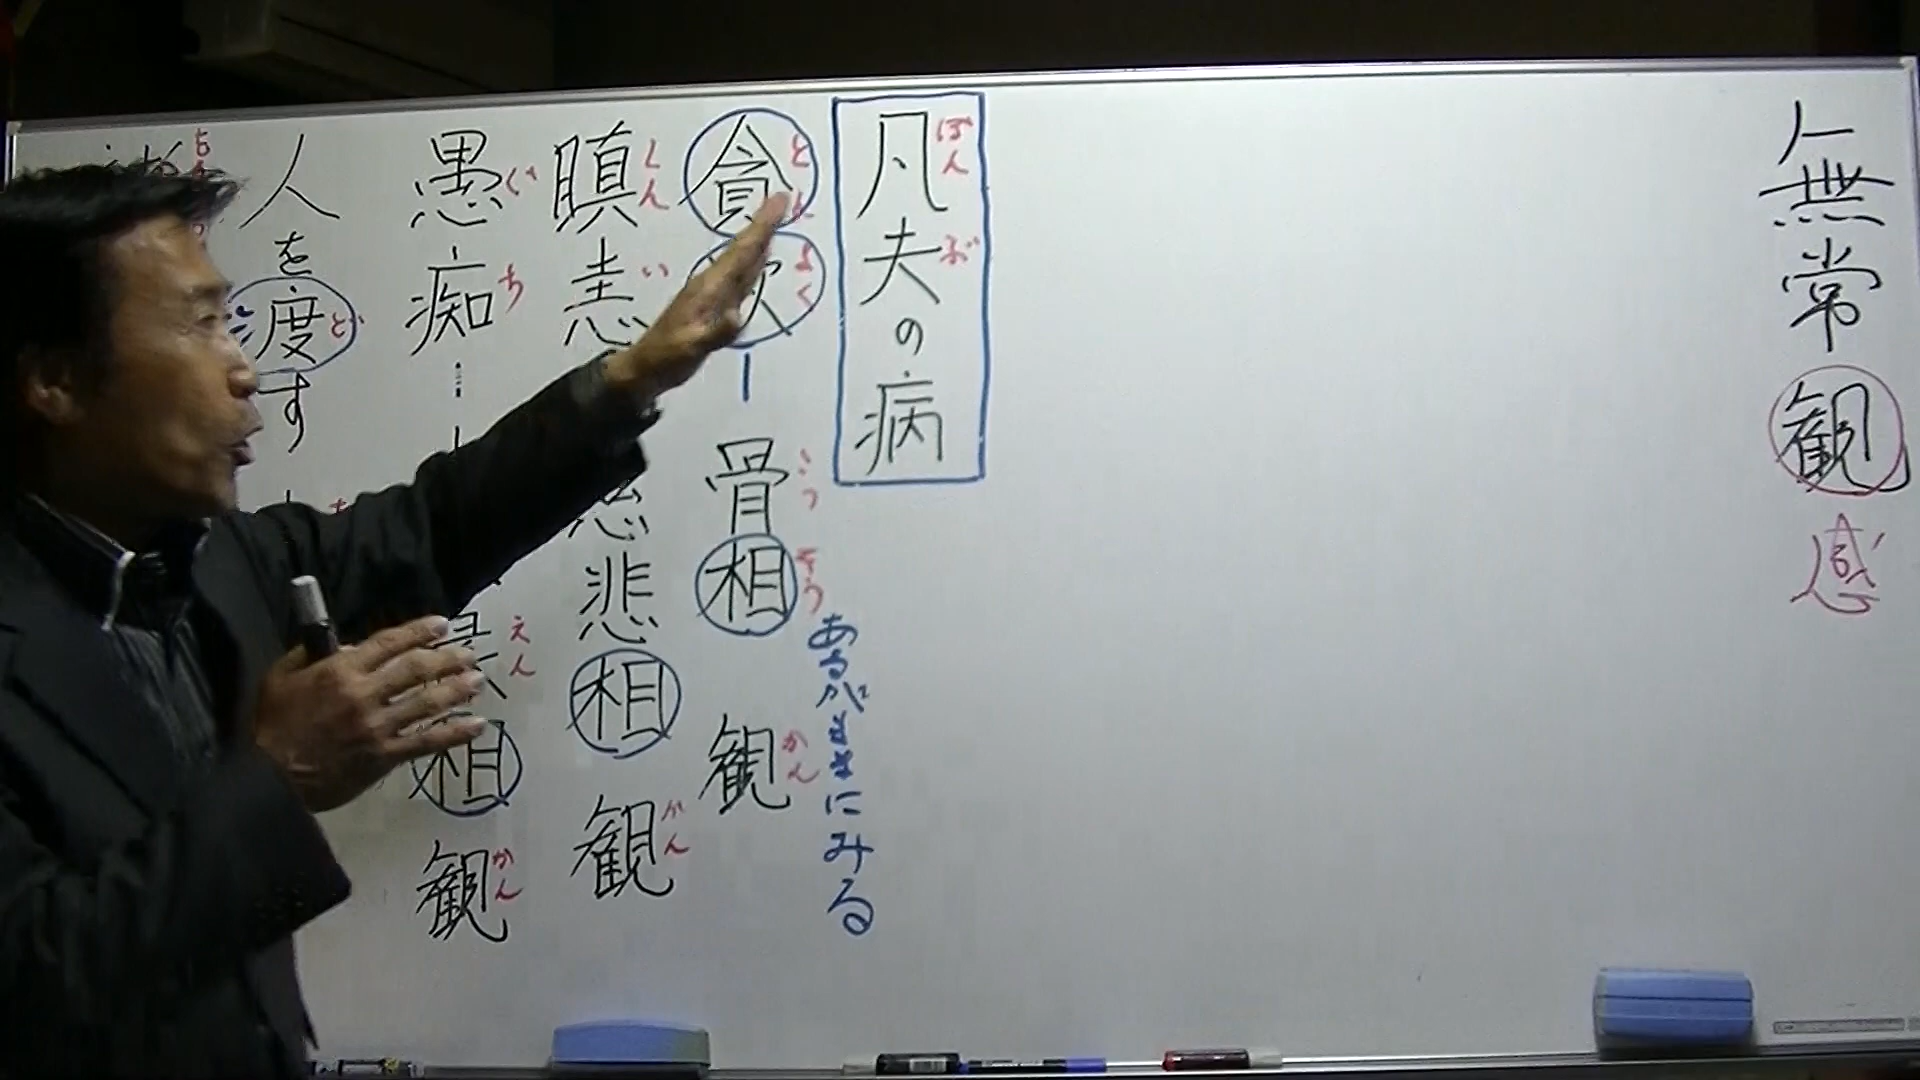 無常観
感
凡夫の病
ぼんぶ
貪欲
とんよく
骨相 観
こつそう かん
あるがままにみる
瞋恚
しんい
悲相 観
かん
愚痴
ぐち
相 観
えん かん
人を度す
ど